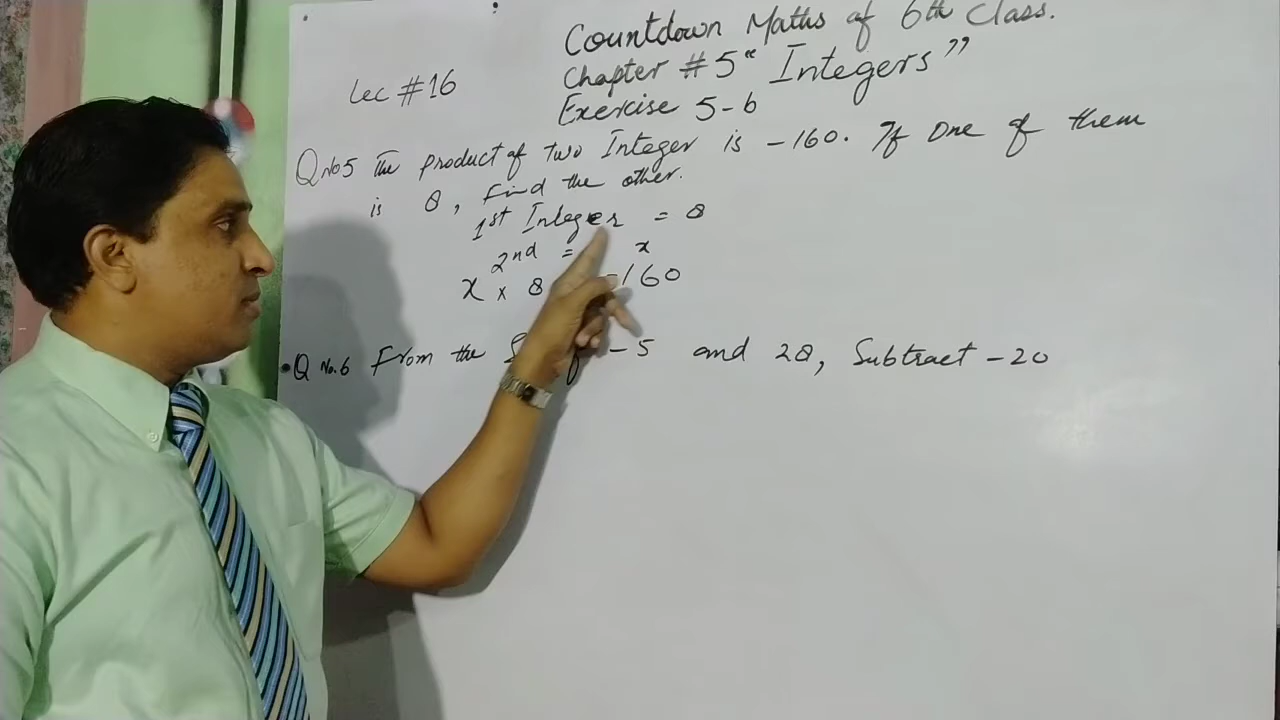 Countdown Maths of 6th Class.
Lec #16
Chapter #5 "Integers"
Exercise 5-6
Q No5 The product of two Integer is -160. If One of them
is 8, find the other.
1st Integer = 8
2nd = x
x × 8 -160
Q No.6 From the of -5 and 28, Subtract -20